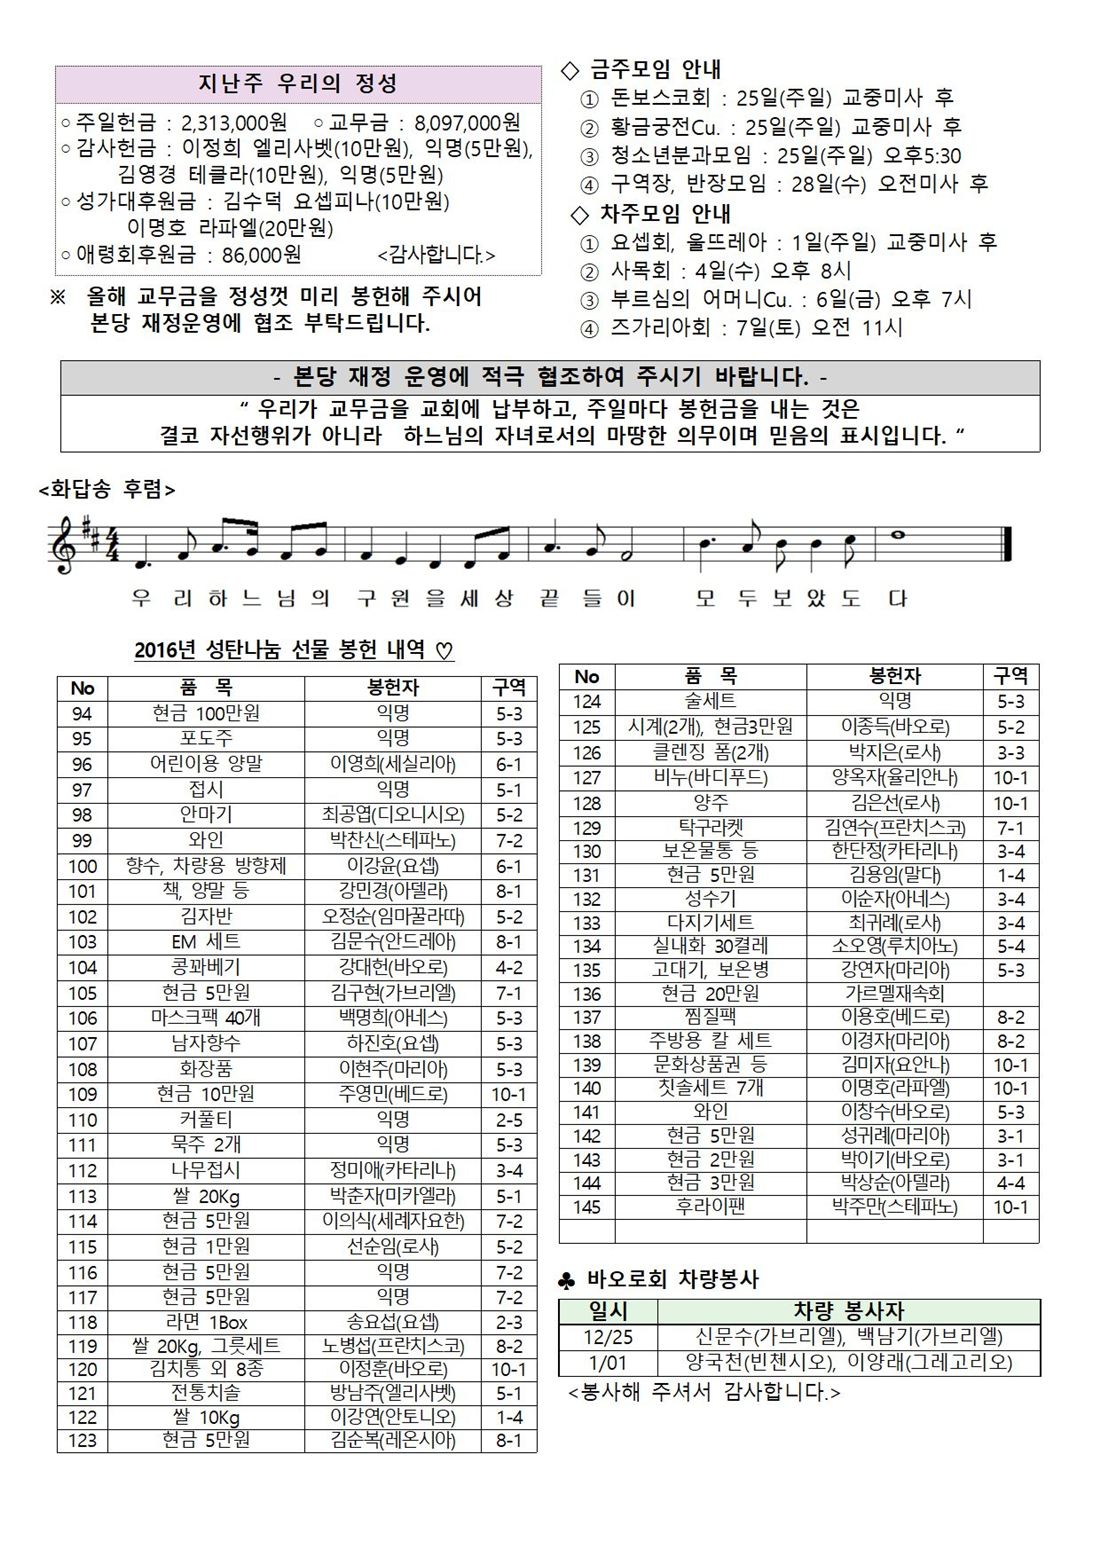 지난주 우리의 정성
○ 주일헌금 : 2,313,000원 ○ 교무금 : 8,097,000원
○ 감사헌금 : 이정희 엘리사벳(10만원), 익명(5만원),
김영경 테클라(10만원), 익명(5만원)
○ 성가대후원금 : 김수덕 요셉피나(10만원)
이명호 라파엘(20만원)
○ 애령회후원금 : 86,000원 <감사합니다.>
※ 올해 교무금을 정성껏 미리 봉헌해 주시어
본당 재정운영에 협조 부탁드립니다.
◇ 금주모임 안내
① 돈보스코회 : 25일(주일) 교중미사 후
② 황금궁전Cu. : 25일(주일) 교중미사 후
③ 청소년분과모임 : 25일(주일) 오후5:30
④ 구역장, 반장모임 : 28일(수) 오전미사 후
◇ 차주모임 안내
① 요셉회, 울뜨레아 : 1일(주일) 교중미사 후
② 사목회 : 4일(수) 오후 8시
③ 부르심의 어머니Cu. : 6일(금) 오후 7시
④ 즈가리아회 : 7일(토) 오전 11시
- 본당 재정 운영에 적극 협조하여 주시기 바랍니다. -
“ 우리가 교무금을 교회에 납부하고, 주일마다 봉헌금을 내는 것은
결코 자선행위가 아니라 하느님의 자녀로서의 마땅한 의무이며 믿음의 표시입니다. “
<화답송 후렴>
4/4
우 리 하 느 님 의 구 원 을 세 상 끝 들 이 모 두 보 았 도 다
2016년 성탄나눔 선물 봉헌 내역 ♡
No 품 목 봉헌자 구역
94 현금 100만원 익명 5-3
95 포도주 익명 5-3
96 어린이용 양말 이영희(세실리아) 6-1
97 접시 익명 5-1
98 안마기 최공엽(디오니시오) 5-2
99 와인 박찬신(스테파노) 7-2
100 향수, 차량용 방향제 이강윤(요셉) 6-1
101 책, 양말 등 강민경(아델라) 8-1
102 김자반 오정순(임마꿀라따) 5-2
103 EM 세트 김문수(안드레아) 8-1
104 콩꽈베기 강대헌(바오로) 4-2
105 현금 5만원 김구현(가브리엘) 7-1
106 마스크팩 40개 백명희(아네스) 5-3
107 남자향수 하진호(요셉) 5-3
108 화장품 이현주(마리아) 5-3
109 현금 10만원 주영민(베드로) 10-1
110 커풀티 익명 2-5
111 묵주 2개 익명 5-3
112 나무접시 정미애(카타리나) 3-4
113 쌀 20Kg 박춘자(미카엘라) 5-1
114 현금 5만원 이의식(세례자요한) 7-2
115 현금 1만원 선순임(로사) 5-2
116 현금 5만원 익명 7-2
117 현금 5만원 익명 7-2
118 라면 1Box 송요섭(요셉) 2-3
119 쌀 20Kg, 그릇세트 노병섭(프란치스코) 8-2
120 김치통 외 8종 이정훈(바오로) 10-1
121 전통치솔 방남주(엘리사벳) 5-1
122 쌀 10Kg 이강연(안토니오) 1-4
123 현금 5만원 김순복(레온시아) 8-1
No 품 목 봉헌자 구역
124 술세트 익명 5-3
125 시계(2개), 현금3만원 이종득(바오로) 5-2
126 클렌징 폼(2개) 박지은(로사) 3-3
127 비누(바디푸드) 양옥자(율리안나) 10-1
128 양주 김은선(로사) 10-1
129 탁구라켓 김연수(프란치스코) 7-1
130 보온물통 등 한단정(카타리나) 3-4
131 현금 5만원 김용임(말다) 1-4
132 성수기 이순자(아네스) 3-4
133 다지기세트 최귀례(로사) 3-4
134 실내화 30켤레 소오영(루치아노) 5-4
135 고대기, 보온병 강연자(마리아) 5-3
136 현금 20만원 가르멜재속회
137 찜질팩 이용호(베드로) 8-2
138 주방용 칼 세트 이경자(마리아) 8-2
139 문화상품권 등 김미자(요안나) 10-1
140 칫솔세트 7개 이명호(라파엘) 10-1
141 와인 이창수(바오로) 5-3
142 현금 5만원 성귀례(마리아) 3-1
143 현금 2만원 박이기(바오로) 3-1
144 현금 3만원 박상순(아델라) 4-4
145 후라이팬 박주만(스테파노) 10-1
♣ 바오로회 차량봉사
일시 차량 봉사자
12/25 신문수(가브리엘), 백남기(가브리엘)
1/01 양국천(빈첸시오), 이양래(그레고리오)
<봉사해 주셔서 감사합니다.>